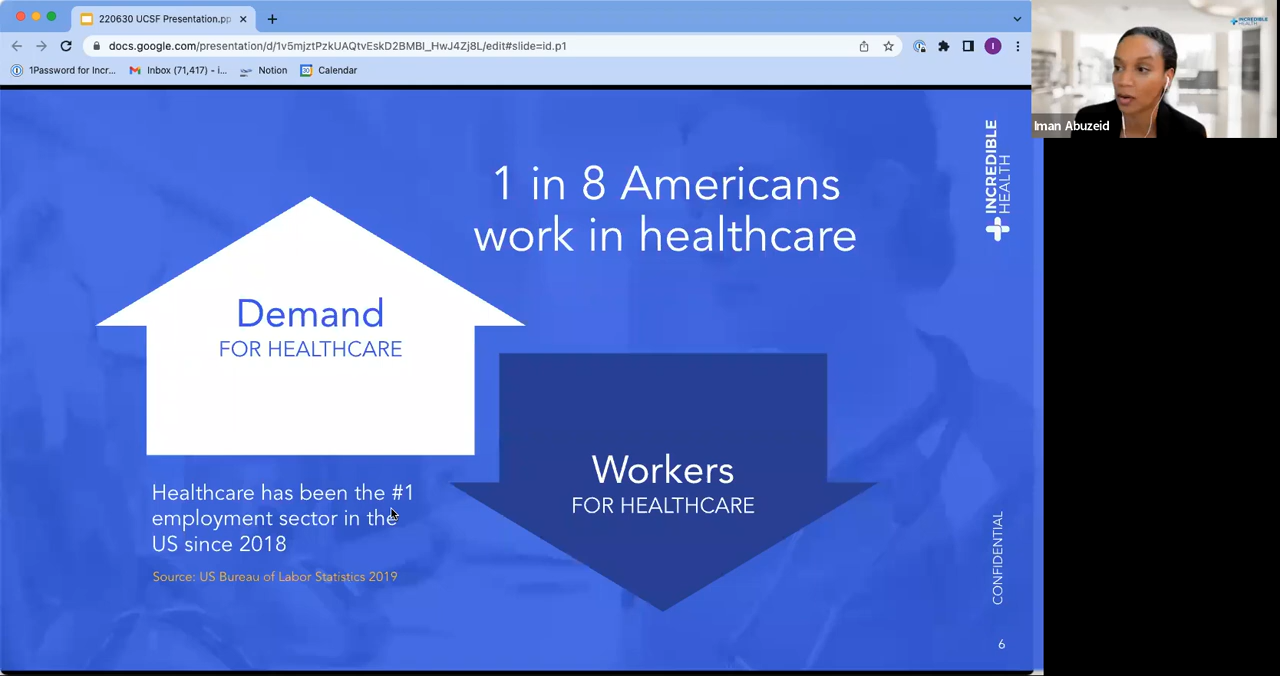 220630 UCSF Presentation.pp
docs.google.com/presentation/d/1v5mjztPzkUAQtvEskD2BMBI_HwJ4Zj8L/edit#slide=id.p1
1Password for Incr...
Inbox (71,417) - i...
Notion
Calendar
I
INCREDIBLE
HEALTH
Iman Abuzeid
1 in 8 Americans
work in healthcare
INCREDIBLE
HEALTH
Demand
FOR HEALTHCARE
Workers
FOR HEALTHCARE
Healthcare has been the #1
employment sector in the
US since 2018
Source: US Bureau of Labor Statistics 2019
CONFIDENTIAL
6